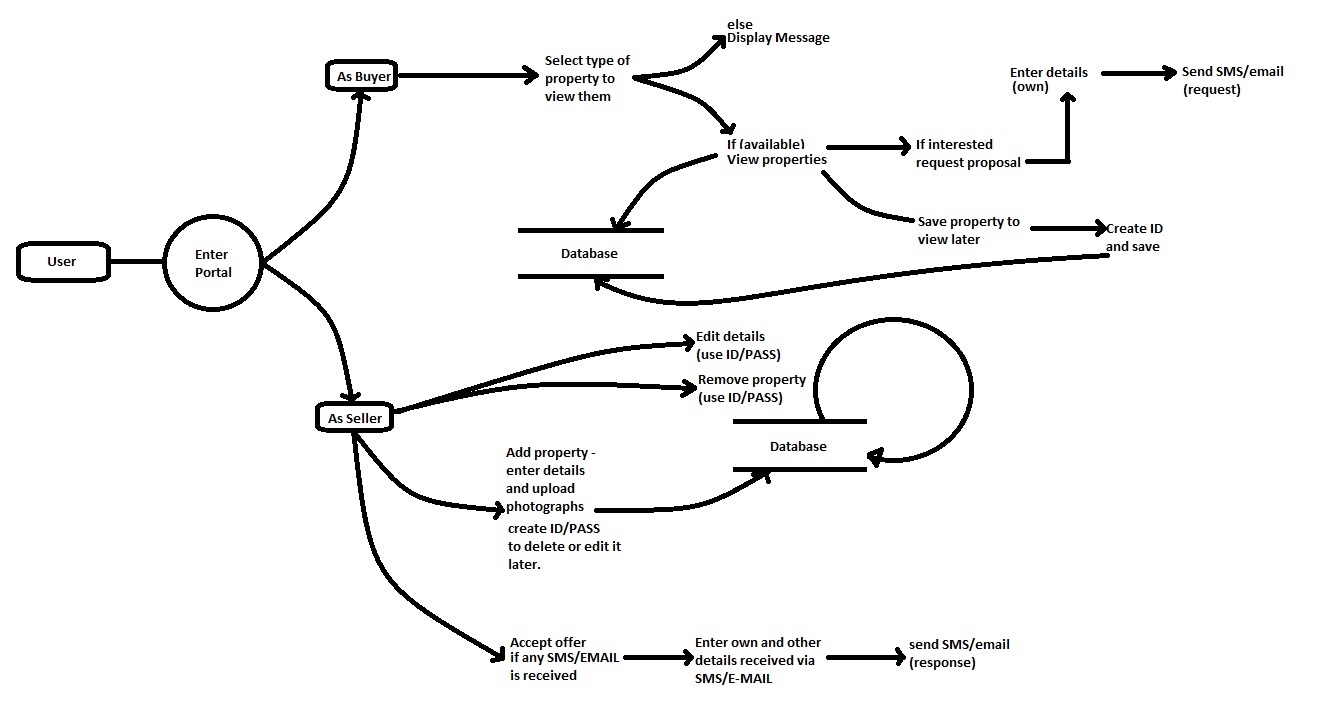 else
Display Message
As Buyer
Select type of
property to
view them
Enter details
(own)
Send SMS/email
(request)
If (available)
View properties
If interested
request proposal
Save property to
view later
Create ID
and save
Database
User
Enter
Portal
Edit details
(use ID/PASS)
Remove property
(use ID/PASS)
As Seller
Database
Add property -
enter details
and upload
photographs
create ID/PASS
to delete or edit it
later.
Accept offer
if any SMS/EMAIL
is received
Enter own and other
details received via
SMS/E-MAIL
send SMS/email
(response)